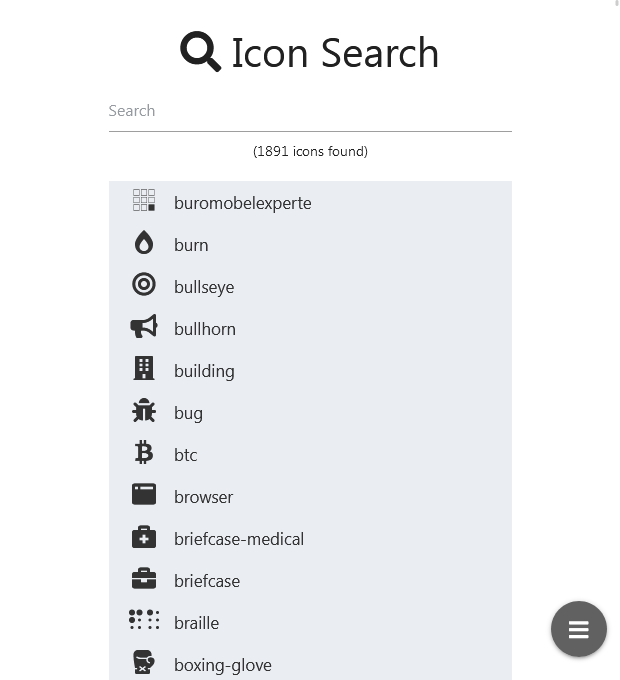 Icon Search
Search
(1891 icons found)
buromobelexperte
burn
bullseye
bullhorn
building
bug
btc
browser
briefcase-medical
briefcase
braille
boxing-glove